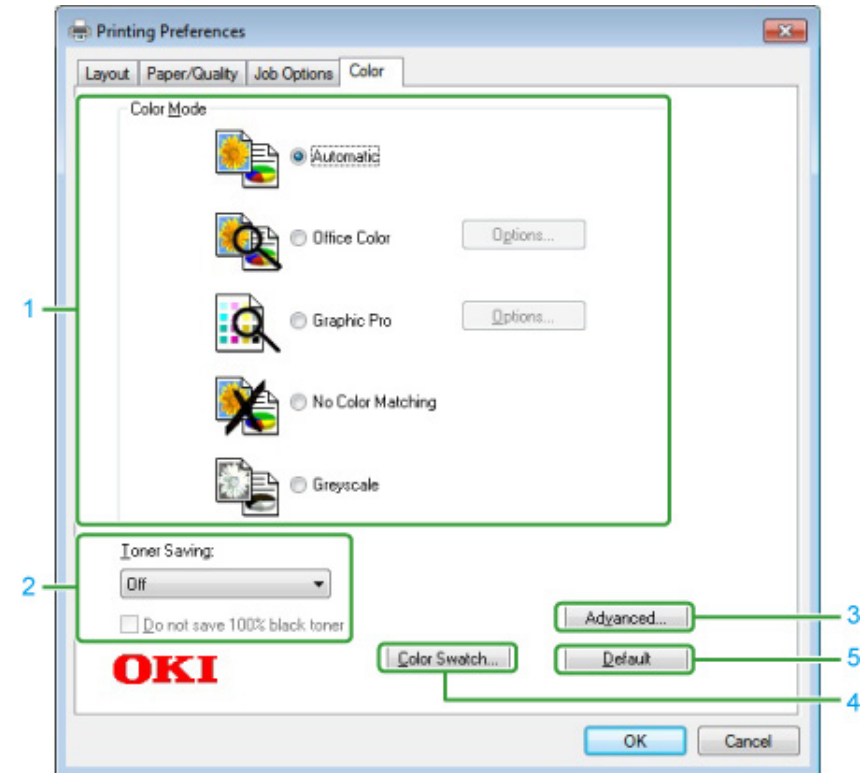 Printing Preferences
Layout Paper/Quality Job Options Color
Color Mode
Automatic
Office Color Options...
1
Graphic Pro Options...
No Color Matching
Greyscale
Toner Saving:
2 Off
Do not save 100% black toner
Advanced... 3
OKI Color Swatch... Default 5
4
OK Cancel